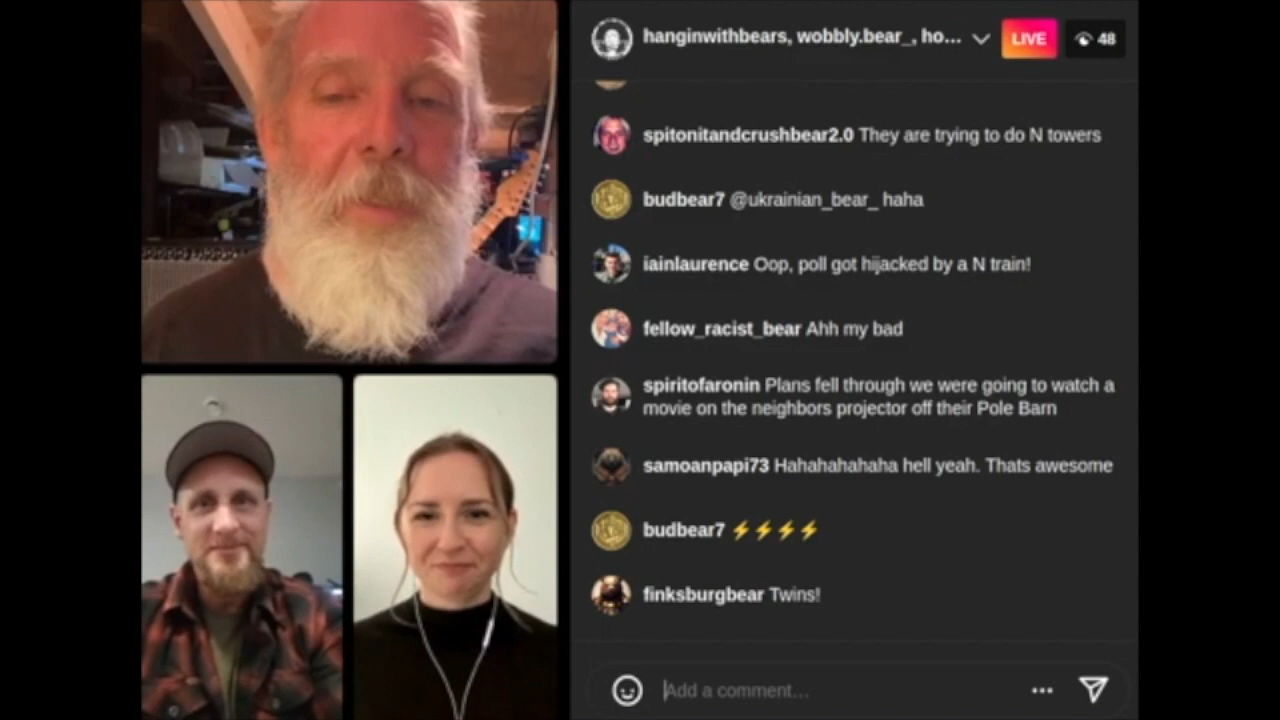 hanginwithbears, wobbly.bear_, ho...
LIVE
48
spitonitandcrushbear2.0 They are trying to do N towers
budbear7 @ukrainian_bear_ haha
iainlaurence Oop, poll got hijacked by a N train!
fellow_racist_bear Ahh my bad
spiritofaronin Plans fell through we were going to watch a
movie on the neighbors projector off their Pole Barn
samoanpapi73 Hahahahahaha hell yeah. Thats awesome
budbear7 ⚡⚡⚡⚡
finksburgbear Twins!
Add a comment...